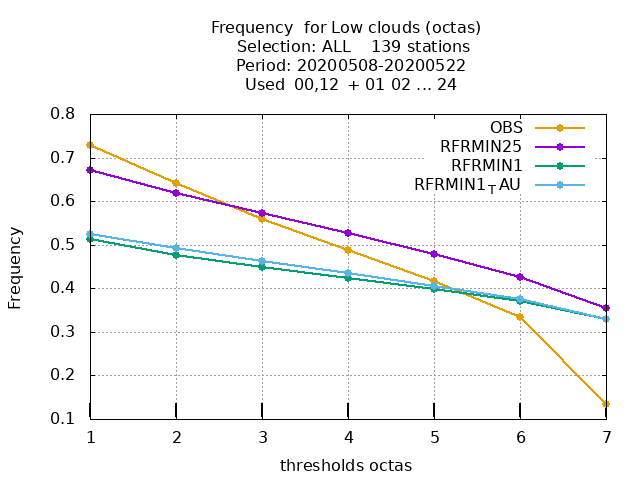 Frequency  for Low clouds (octas)
Selection: ALL    139 stations
Period: 20200508-20200522
Used  00,12  + 01 02 ... 24
OBS
RFRMIN25
RFRMIN1
RFRMIN1TAU
0.8
0.7
0.6
0.5
0.4
0.3
0.2
0.1
Frequency
1 2 3 4 5 6 7
thresholds octas